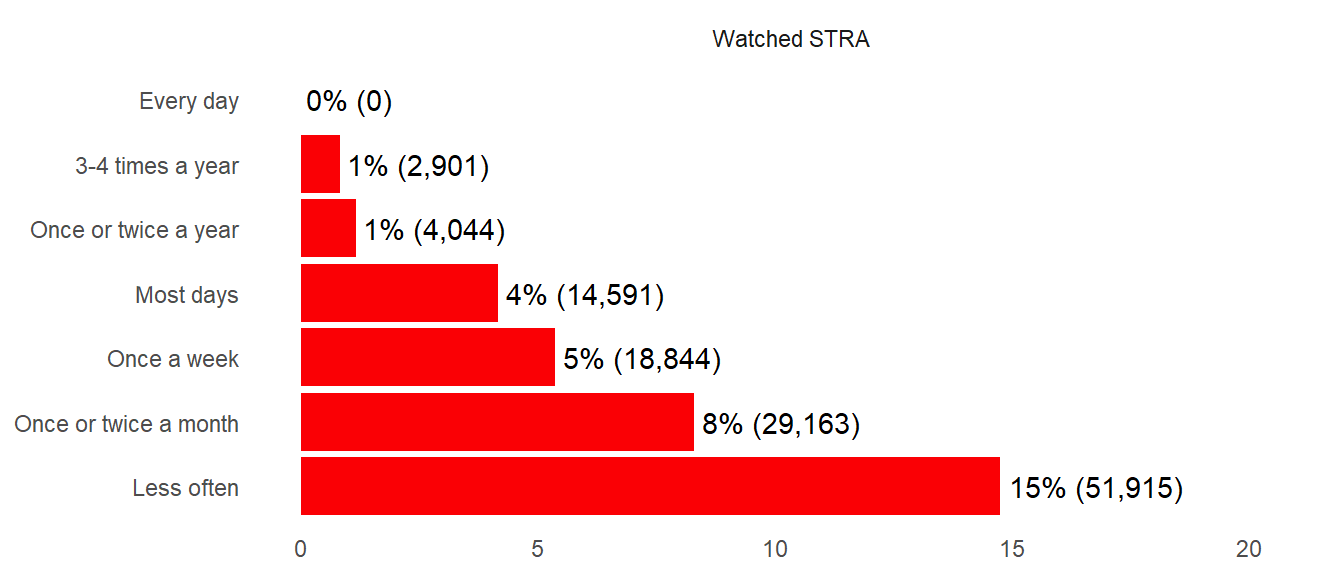 Watched STRA
Every day 0% (0)
3-4 times a year 1% (2,901)
Once or twice a year 1% (4,044)
Most days 4% (14,591)
Once a week 5% (18,844)
Once or twice a month 8% (29,163)
Less often 15% (51,915)
0 5 10 15 20